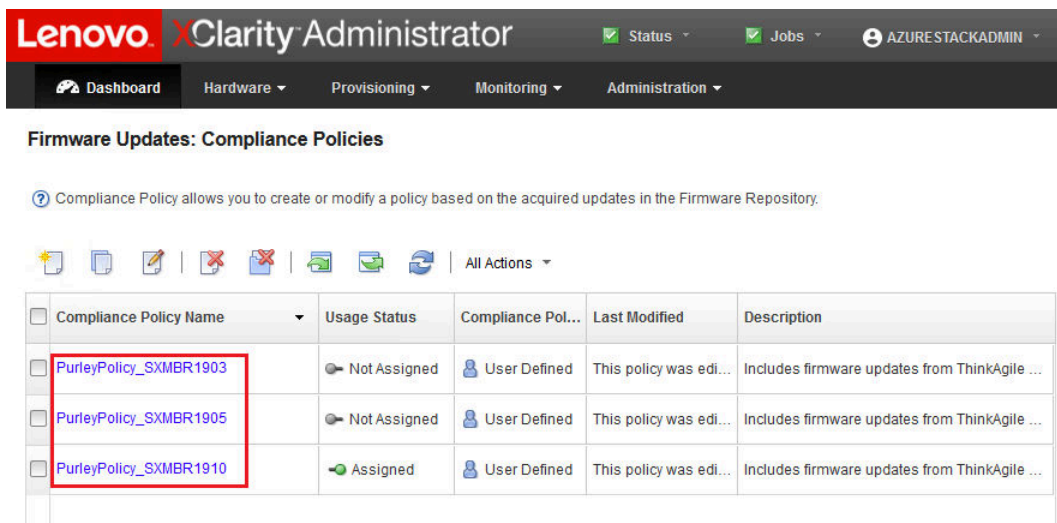 Lenovo. XClarity Administrator Status Jobs AZURESTACKADMIN
Dashboard Hardware Provisioning Monitoring Administration
Firmware Updates: Compliance Policies
? Compliance Policy allows you to create or modify a policy based on the acquired updates in the Firmware Repository.
All Actions
Compliance Policy Name Usage Status Compliance Pol... Last Modified Description
PurleyPolicy_SXMBR1903 Not Assigned User Defined This policy was edi... Includes firmware updates from ThinkAgile ...
PurleyPolicy_SXMBR1905 Not Assigned User Defined This policy was edi... Includes firmware updates from ThinkAgile ...
PurleyPolicy_SXMBR1910 Assigned User Defined This policy was edi... Includes firmware updates from ThinkAgile ...